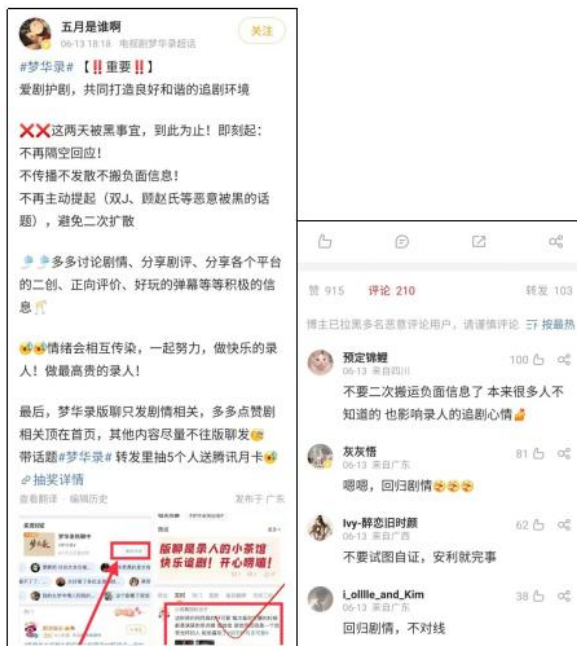 五月是谁啊
06-13 18:18 电视剧梦华录超话
关注
#梦华录# 【‼️重要‼️】
爱剧护剧，共同打造良好和谐的追剧环境
❌❌这两天被黑事宜，到此为止！即刻起：
不再隔空回应！
不传播不发散不搬负面信息！
不再主动提起（双J、顾赵氏等恶意被黑的话
题），避免二次扩散
多多讨论剧情、分享剧评、分享各个平台
的二创、正向评价、好玩的弹幕等等积极的信
息
情绪会相互传染，一起努力，做快乐的录
人！做最高贵的录人！
最后，梦华录版聊只发剧情相关，多多点赞剧
相关顶在首页，其他内容尽量不往版聊发
带话题#梦华录# 转发里抽5个人送腾讯月卡
抽奖详情
查看翻译 · 编辑历史
发布于 广东
版聊是录人的小茶馆
快乐追剧！开心唠嗑！
赞 915
评论 210
转发 103
博主已拉黑多名恶意评论用户，请谨慎评论
按最热
预定锦鲤
06-13 来自四川
100
不要二次搬运负面信息了 本来很多人不
知道的 也影响录人的追剧心情
灰灰悟
06-13 来自广东
81
嗯嗯，回归剧情
Ivy-醉恋旧时颜
06-13 来自广西
62
不要试图自证，安利就完事
i_olllle_and_Kim
06-13 来自广东
38
回归剧情，不对线